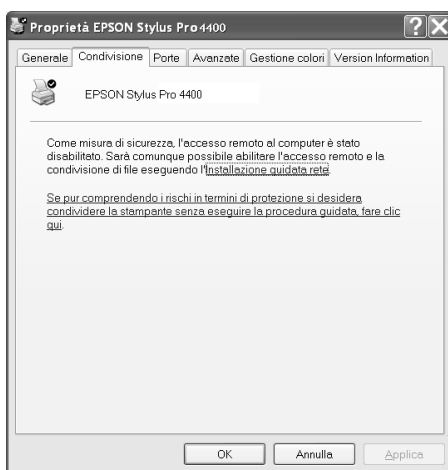 Proprietà EPSON Stylus Pro 4400
Generale Condivisione Porte Avanzate Gestione colori Version Information
EPSON Stylus Pro 4400
Come misura di sicurezza, l'accesso remoto al computer è stato
disabilitato. Sarà comunque possibile abilitare l'accesso remoto e la
condivisione di file eseguendo l'Installazione guidata rete.
Se pur comprendendo i rischi in termini di protezione si desidera
condividere la stampante senza eseguire la procedura guidata, fare clic
qui.
OK Annulla Applica